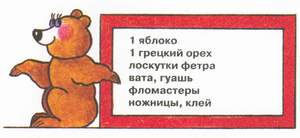 1 яблоко
1 грецкий орех
лоскутки фетра
вата, гуашь
фломастеры
ножницы, клей